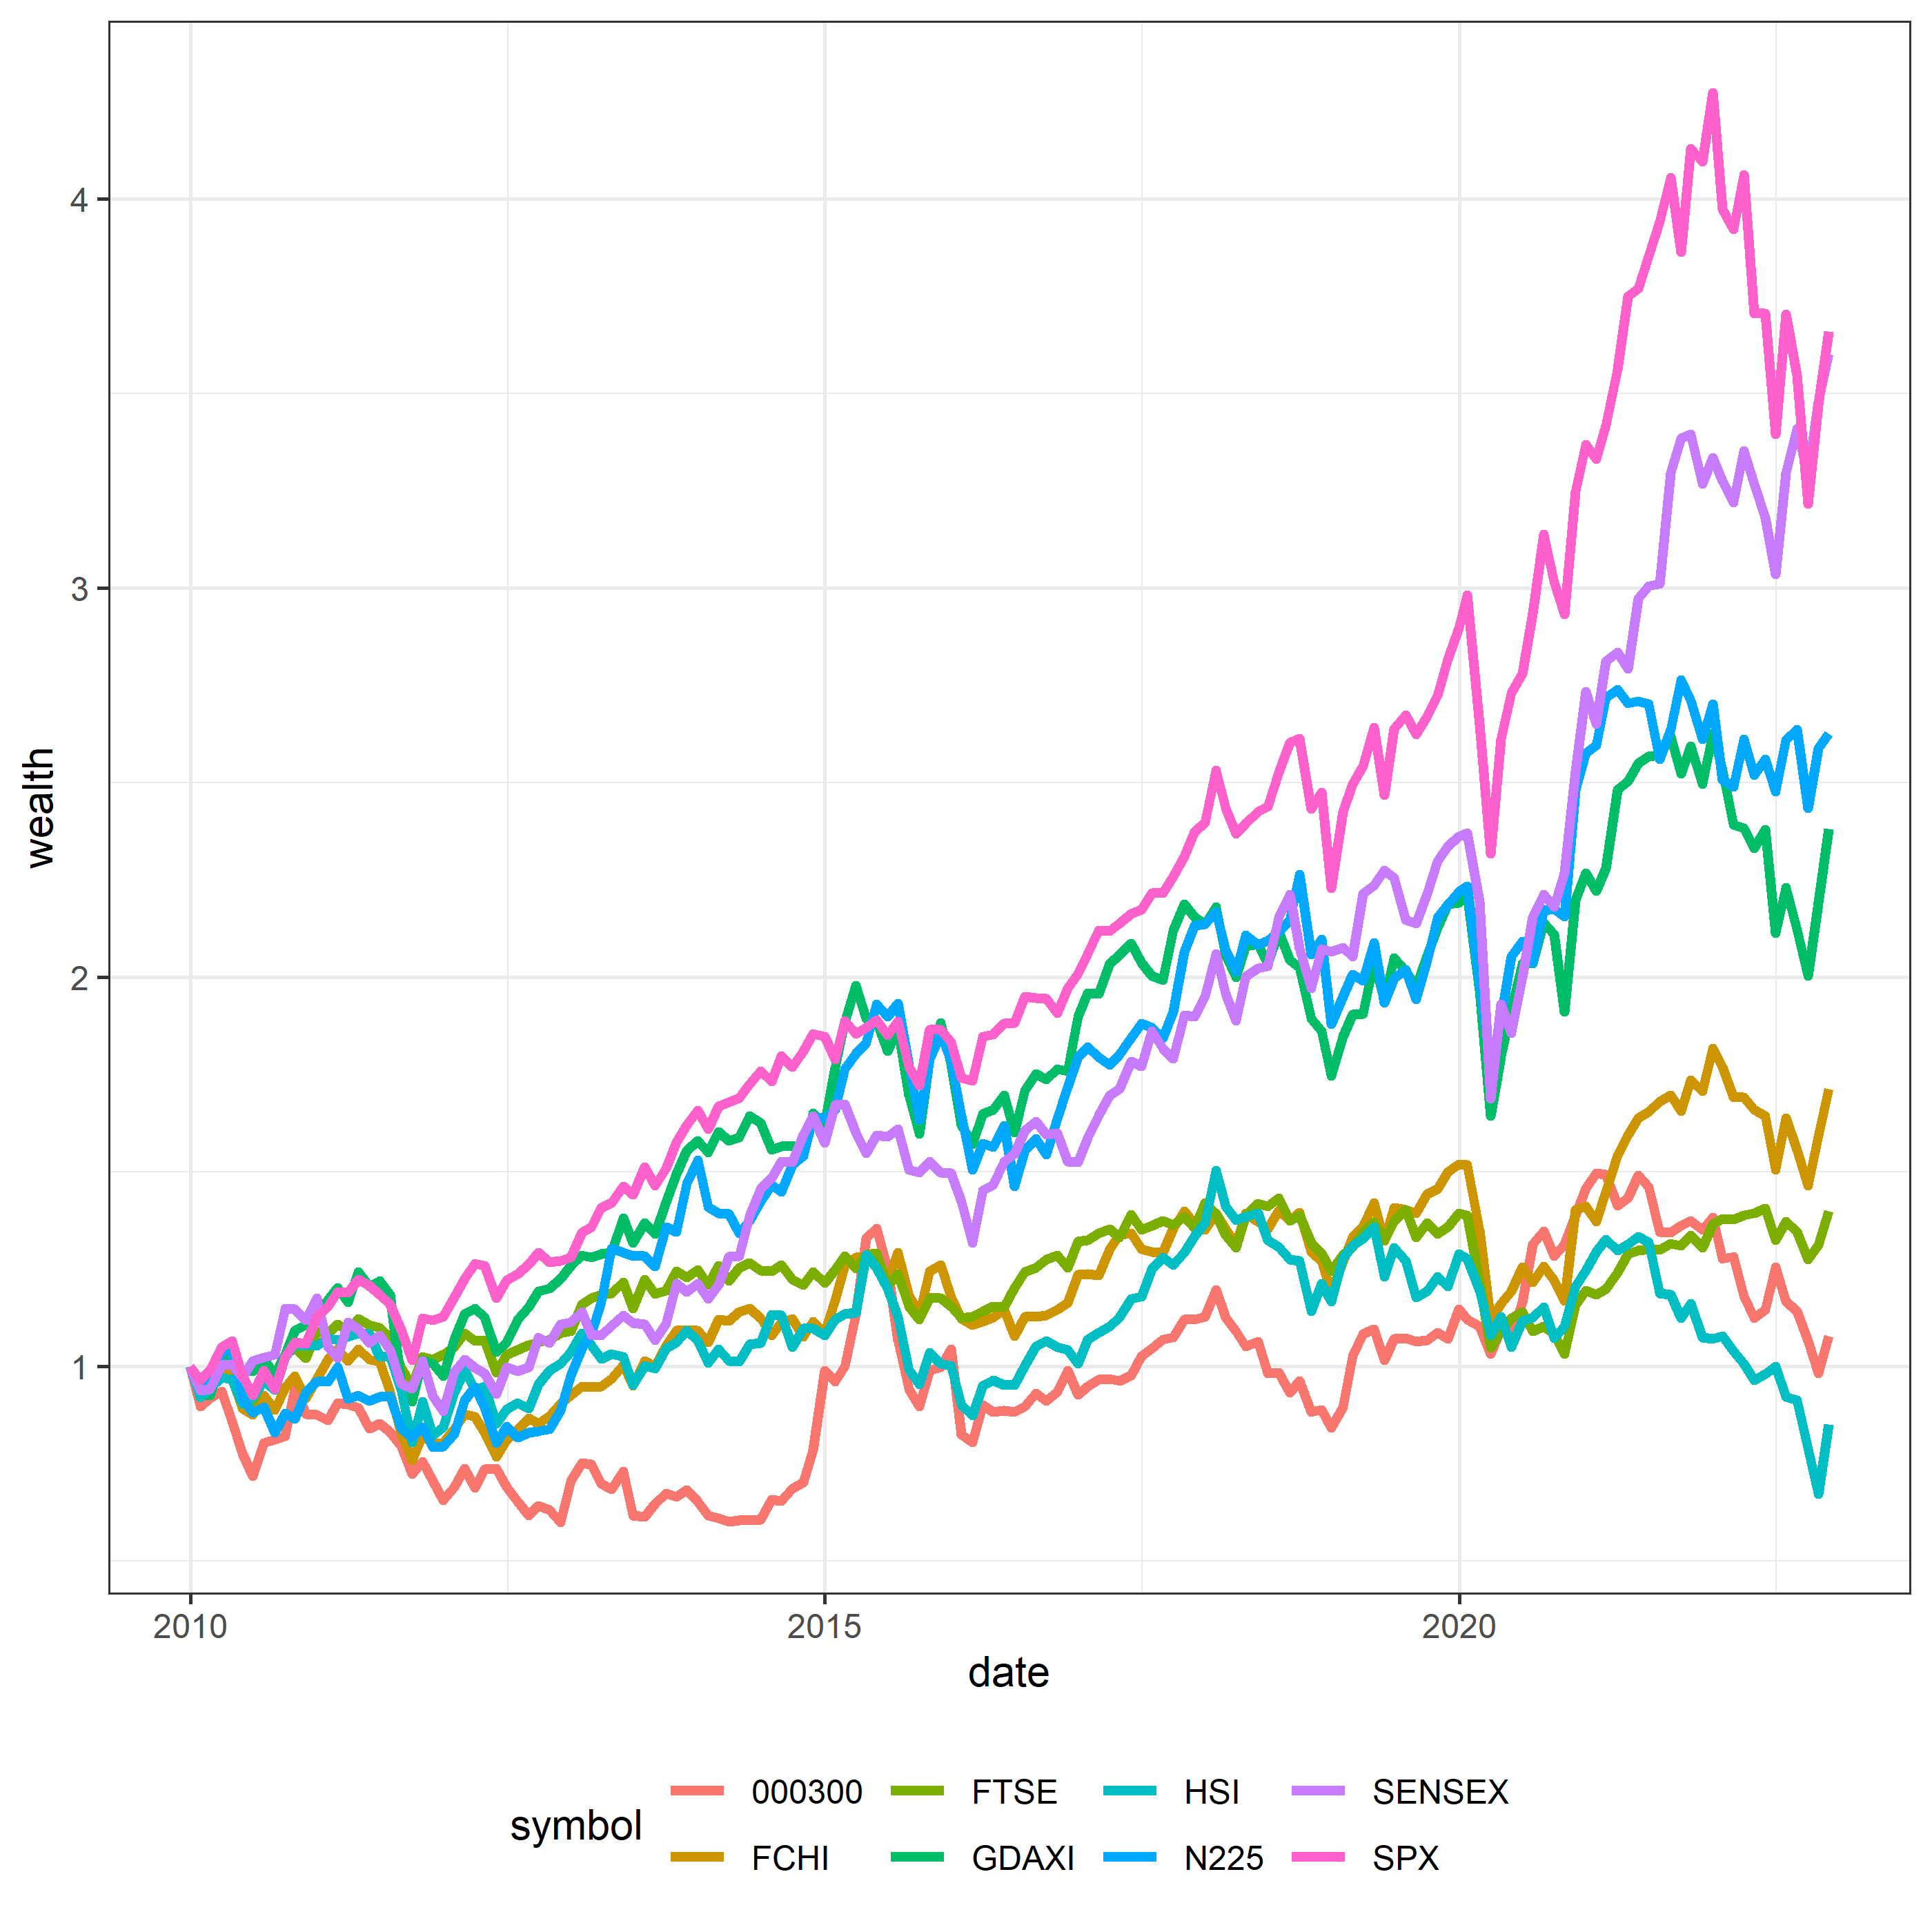 4
3
2
1
wealth
2010 2015 2020
date
symbol
000300 FTSE HSI SENSEX
FCHI GDAXI N225 SPX